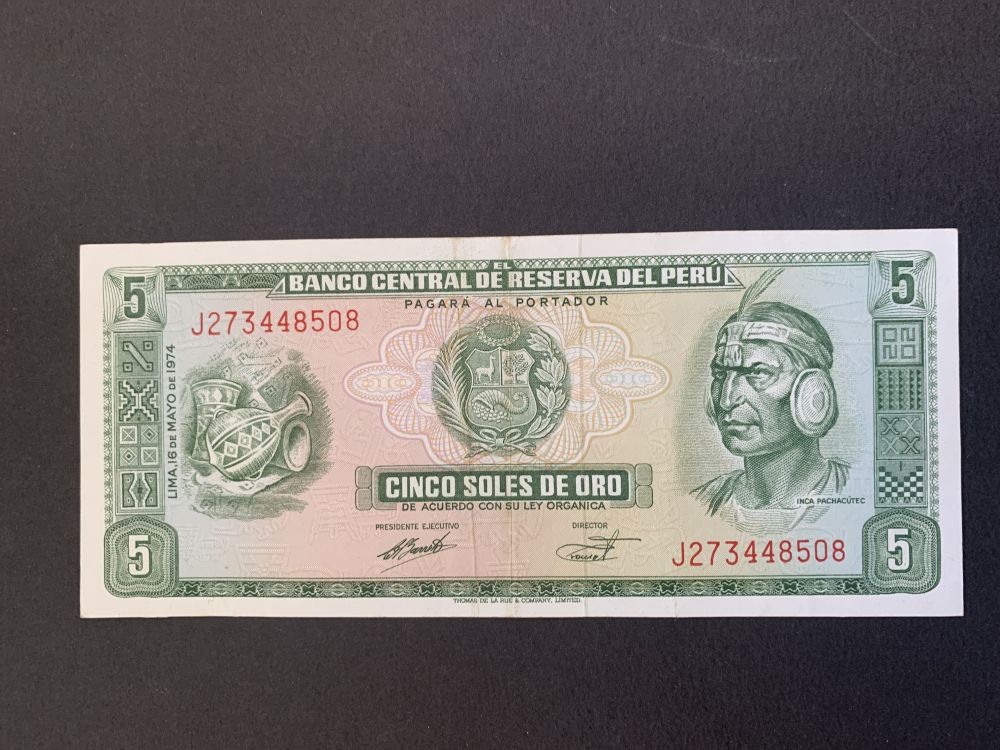 EL
BANCO CENTRAL DE RESERVA DEL PERÚ
PAGARÁ AL PORTADOR
5
5
J273448508
LIMA, 16 DE MAYO DE 1974
INCA PACHACÚTEC
CINCO SOLES DE ORO
DE ACUERDO CON SU LEY ORGANICA
PRESIDENTE EJECUTIVO
DIRECTOR
J273448508
5
5
THOMAS DE LA RUE & COMPANY, LIMITED.